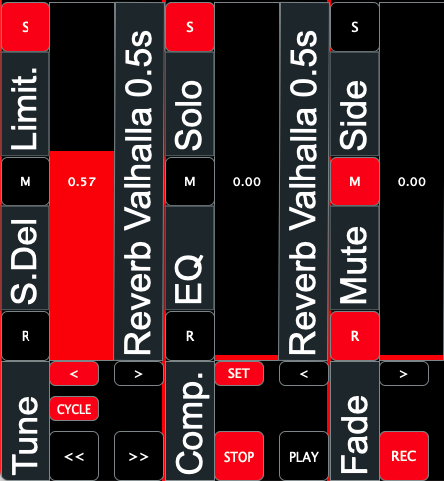 S
Limit.
M
0.57
S.Del
R
Reverb Valhalla 0.5s
S
Solo
M
0.00
EQ
R
Reverb Valhalla 0.5s
S
Side
M
0.00
Mute
R
Tune
<
>
CYCLE
<<
>>
Comp.
SET
<
STOP
PLAY
Fade
>
REC